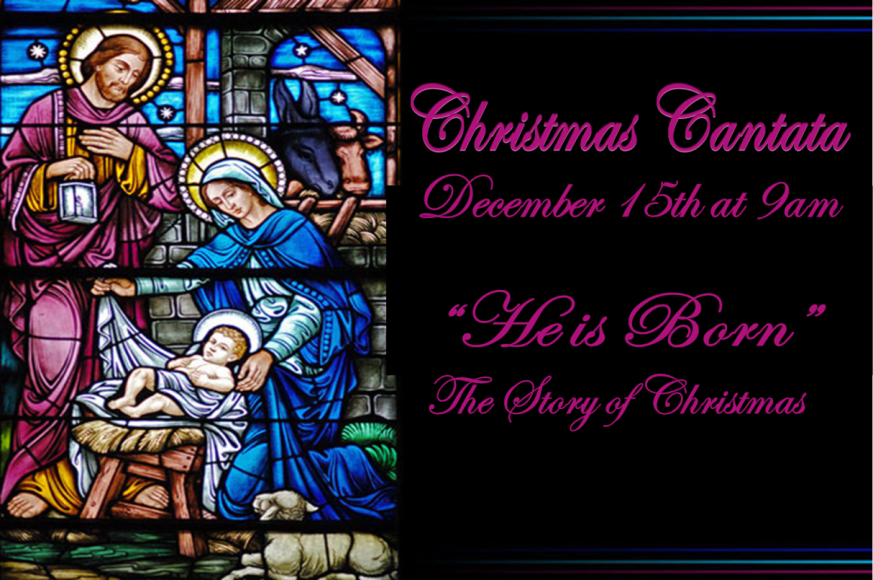 Christmas Cantata
December 15th at 9am
“He is Born”
The Story of Christmas